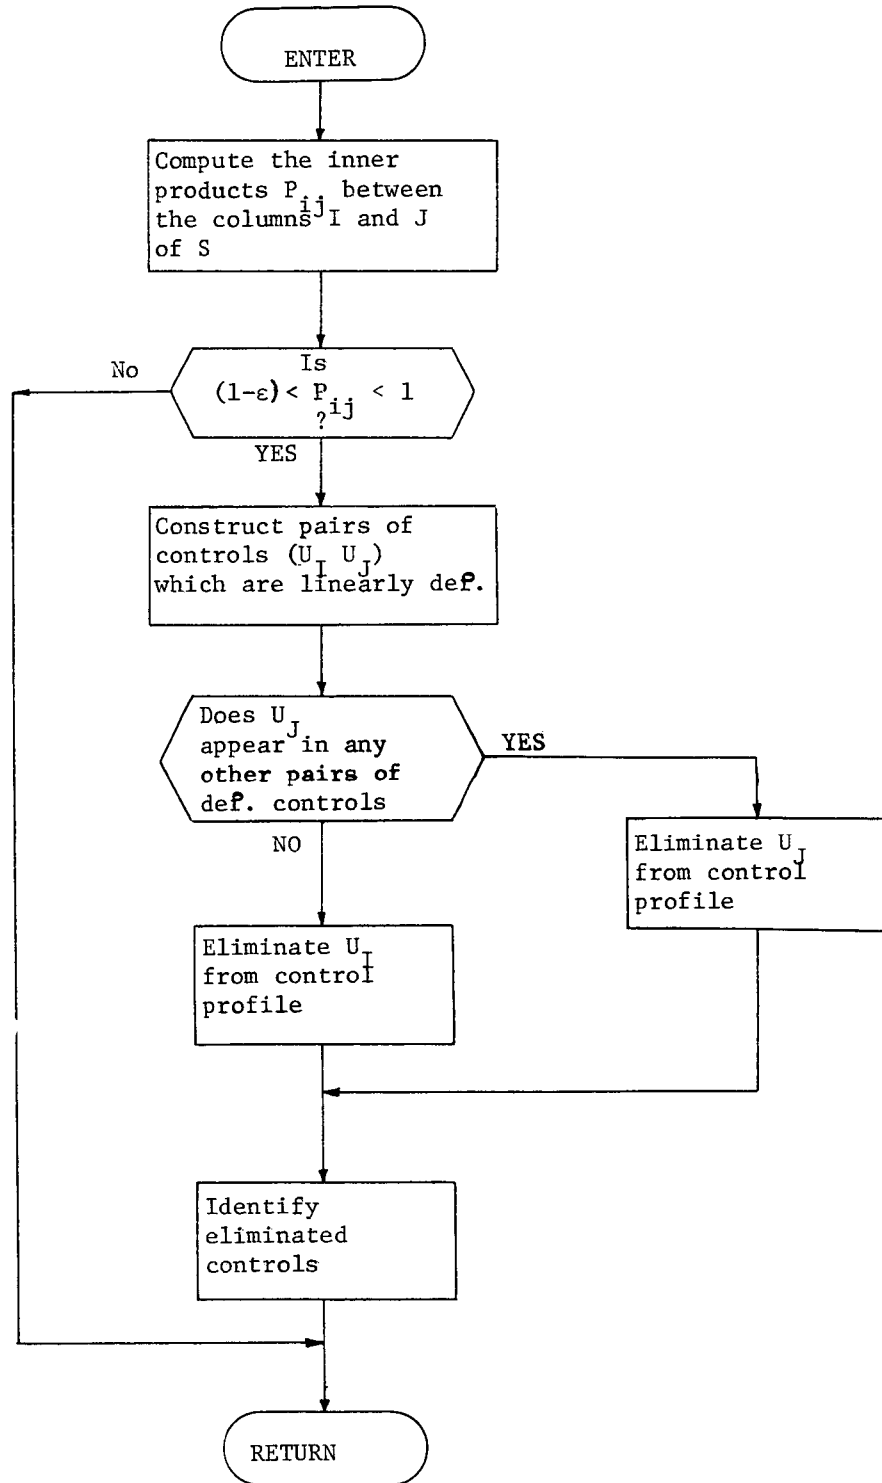 ENTER
Compute the inner
products P_ij between
the columns I and J
of S
No
Is
(1-ε) < P_ij < 1
?
YES
Construct pairs of
controls (U_I U_J)
which are linearly dep.
Does U_J
appear in any
other pairs of
dep. controls
YES
NO
Eliminate U_J
from control
profile
Eliminate U_I
from control
profile
Identify
eliminated
controls
RETURN